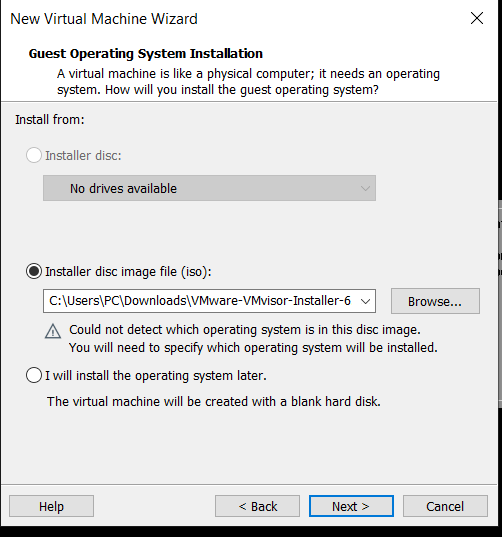 New Virtual Machine Wizard
Guest Operating System Installation
A virtual machine is like a physical computer; it needs an operating
system. How will you install the guest operating system?
Install from:
Installer disc:
No drives available
Installer disc image file (iso):
C:\Users\PC\Downloads\VMware-VMvisor-Installer-6
Browse...
Could not detect which operating system is in this disc image.
You will need to specify which operating system will be installed.
I will install the operating system later.
The virtual machine will be created with a blank hard disk.
Help
< Back
Next >
Cancel